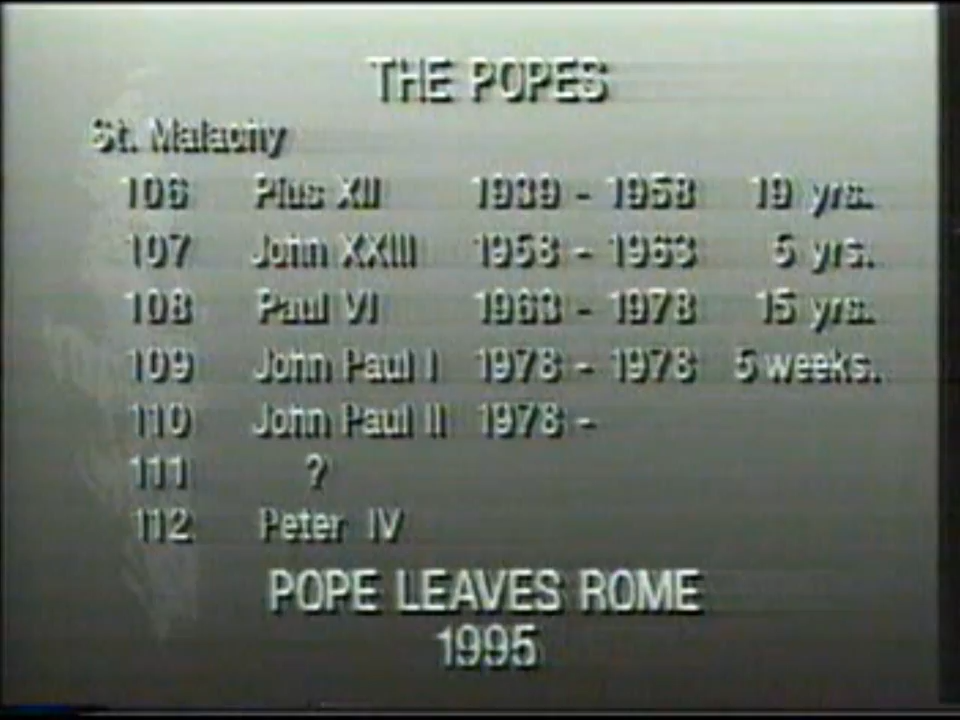 THE POPES
St. Malachy
106 Pius XII 1939 - 1958 19 yrs.
107 John XXIII 1958 - 1963 5 yrs.
108 Paul VI 1963 - 1978 15 yrs.
109 John Paul I 1978 - 1978 5 weeks.
110 John Paul II 1978 -
111 ?
112 Peter IV
POPE LEAVES ROME
1995